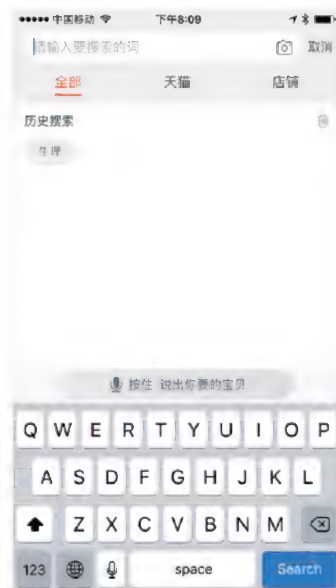 中国移动 下午8:09
请输入要搜索的词 取消
全部 天猫 店铺
历史搜索
按住 说出你要的宝贝
Q W E R T Y U I O P
A S D F G H J K L
Z X C V B N M
123 space Search